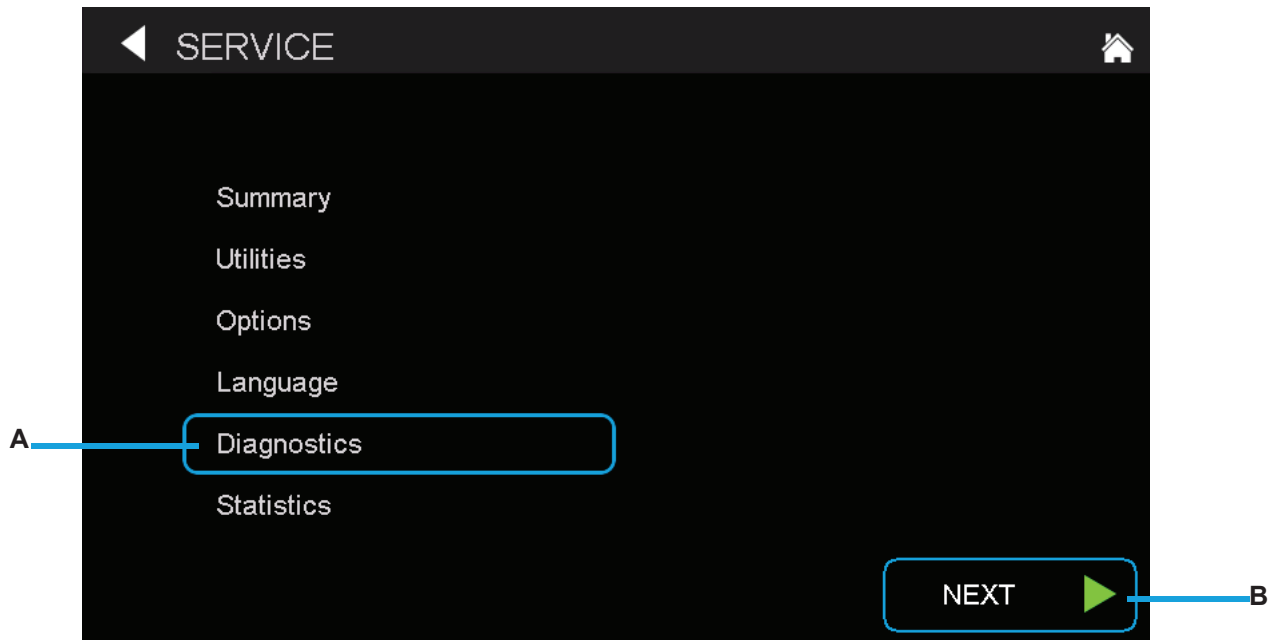 SERVICE
Summary
Utilities
Options
Language
A
Diagnostics
Statistics
NEXT
B